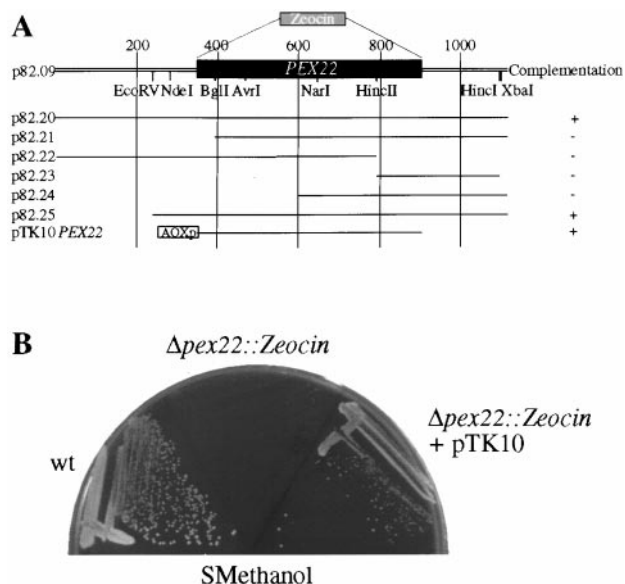 A
Zeocin
200 400 600 800 1000
p82.09 PEX22 Complementation
EcoRV NdeI BglI AvrI NarI HincII HincI XbaI
p82.20 +
p82.21 -
p82.22 -
p82.23 -
p82.24 -
p82.25 +
pTK10 PEX22 AOXp +
B
Δpex22::Zeocin
Δpex22::Zeocin
+ pTK10
wt
SMethanol